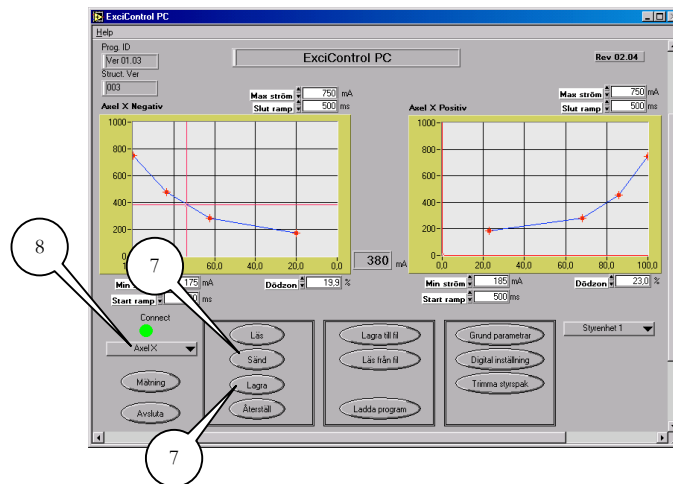 ExciControl PC
Help
Prog. ID
Ver 01.03
Struct. Ver
003
ExciControl PC
Rev 02.04
Max ström 750 mA
Slut ramp 500 ms
Axel X Negativ
Max ström 750 mA
Slut ramp 500 ms
Axel X Positiv
1000
800
600
400
200
0
60,0 40,0 20,0 0,0
380 mA
1000
800
600
400
200
0
0,0 20,0 40,0 60,0 80,0 100,0
Min 175 mA
Dödzon 19,9 %
Start ramp ms
Min ström 185 mA
Dödzon 23,0 %
Start ramp 500 ms
8
7
Connect
Axel X
Mätning
Avsluta
Läs
Sänd
Lagra
Återställ
Lagra till fil
Läs från fil
Ladda program
Grund parametrar
Digital inställning
Trimma styrspak
Styrenhet 1
7